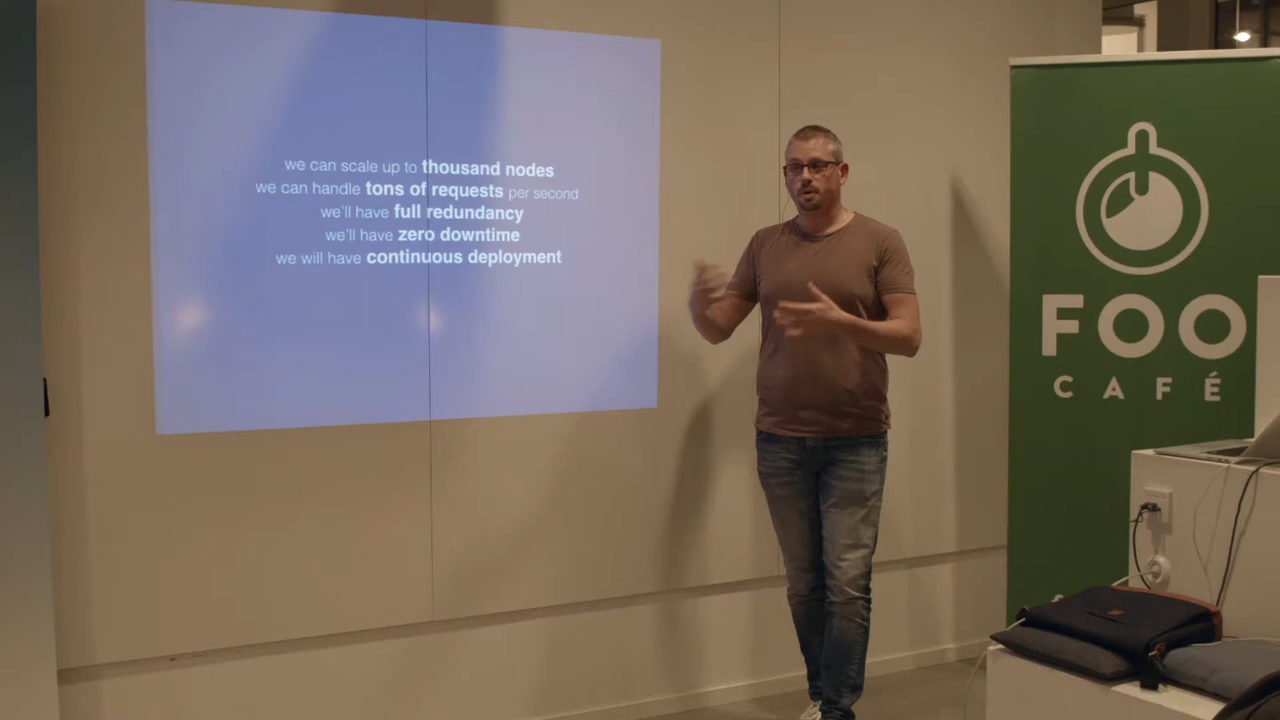 we can scale up to thousand nodes
we can handle tons of requests per second
we'll have full redundancy
we'll have zero downtime
we will have continuous deployment
FOO
CAFÉ